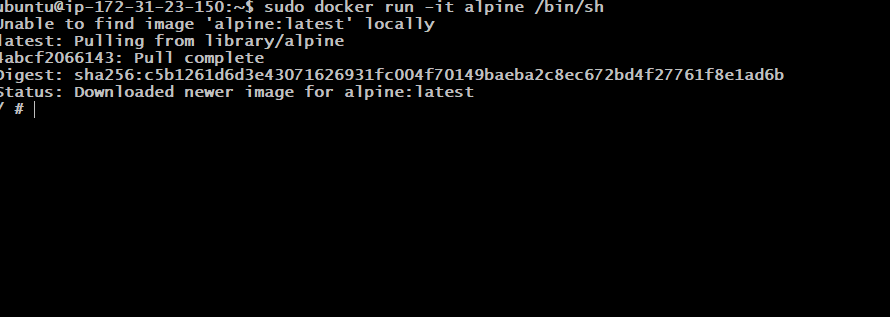 ubuntu@ip-172-31-23-150:~$ sudo docker run -it alpine /bin/sh
Unable to find image 'alpine:latest' locally
latest: Pulling from library/alpine
4abcf2066143: Pull complete
Digest: sha256:c5b1261d6d3e43071626931fc004f70149baeba2c8ec672bd4f27761f8e1ad6b
Status: Downloaded newer image for alpine:latest
/ #